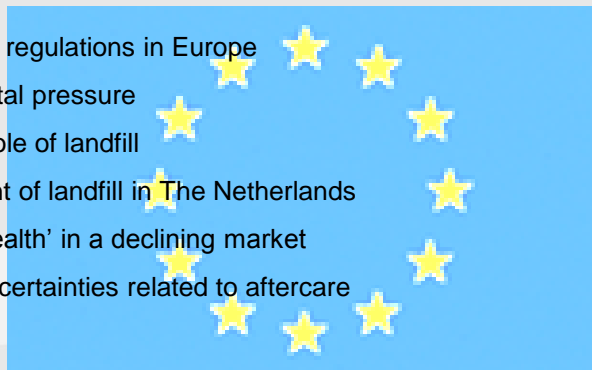 regulations in Europe
tal pressure
ole of landfill
t of landfill in The Netherlands
ealth’ in a declining market
certainties related to aftercare